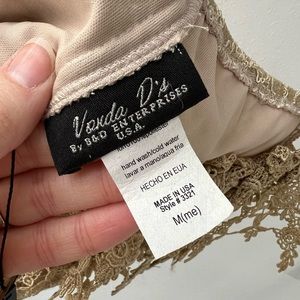 Vonda D's
By B&D ENTERPRISES
U.S.A.
hand wash/cold water
lavar a mano/aqua fria
HECHO EN EUA
MADE IN USA
Style # 3321
M(me)